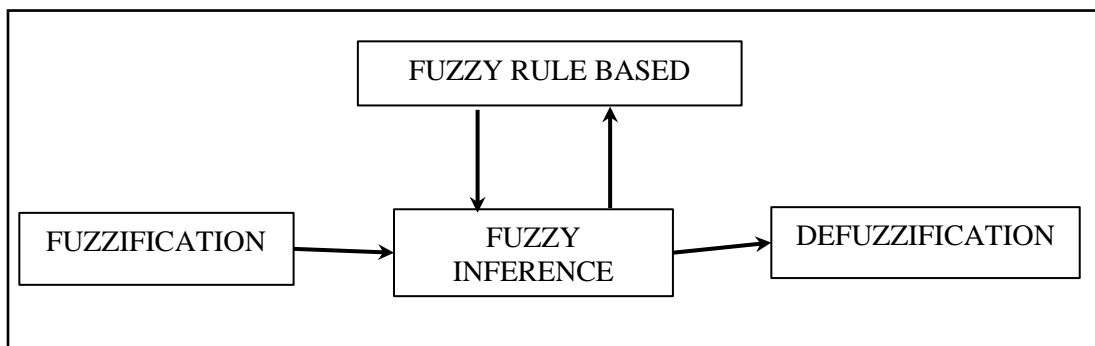 FUZZY RULE BASED
FUZZIFICATION
FUZZY
INFERENCE
DEFUZZIFICATION